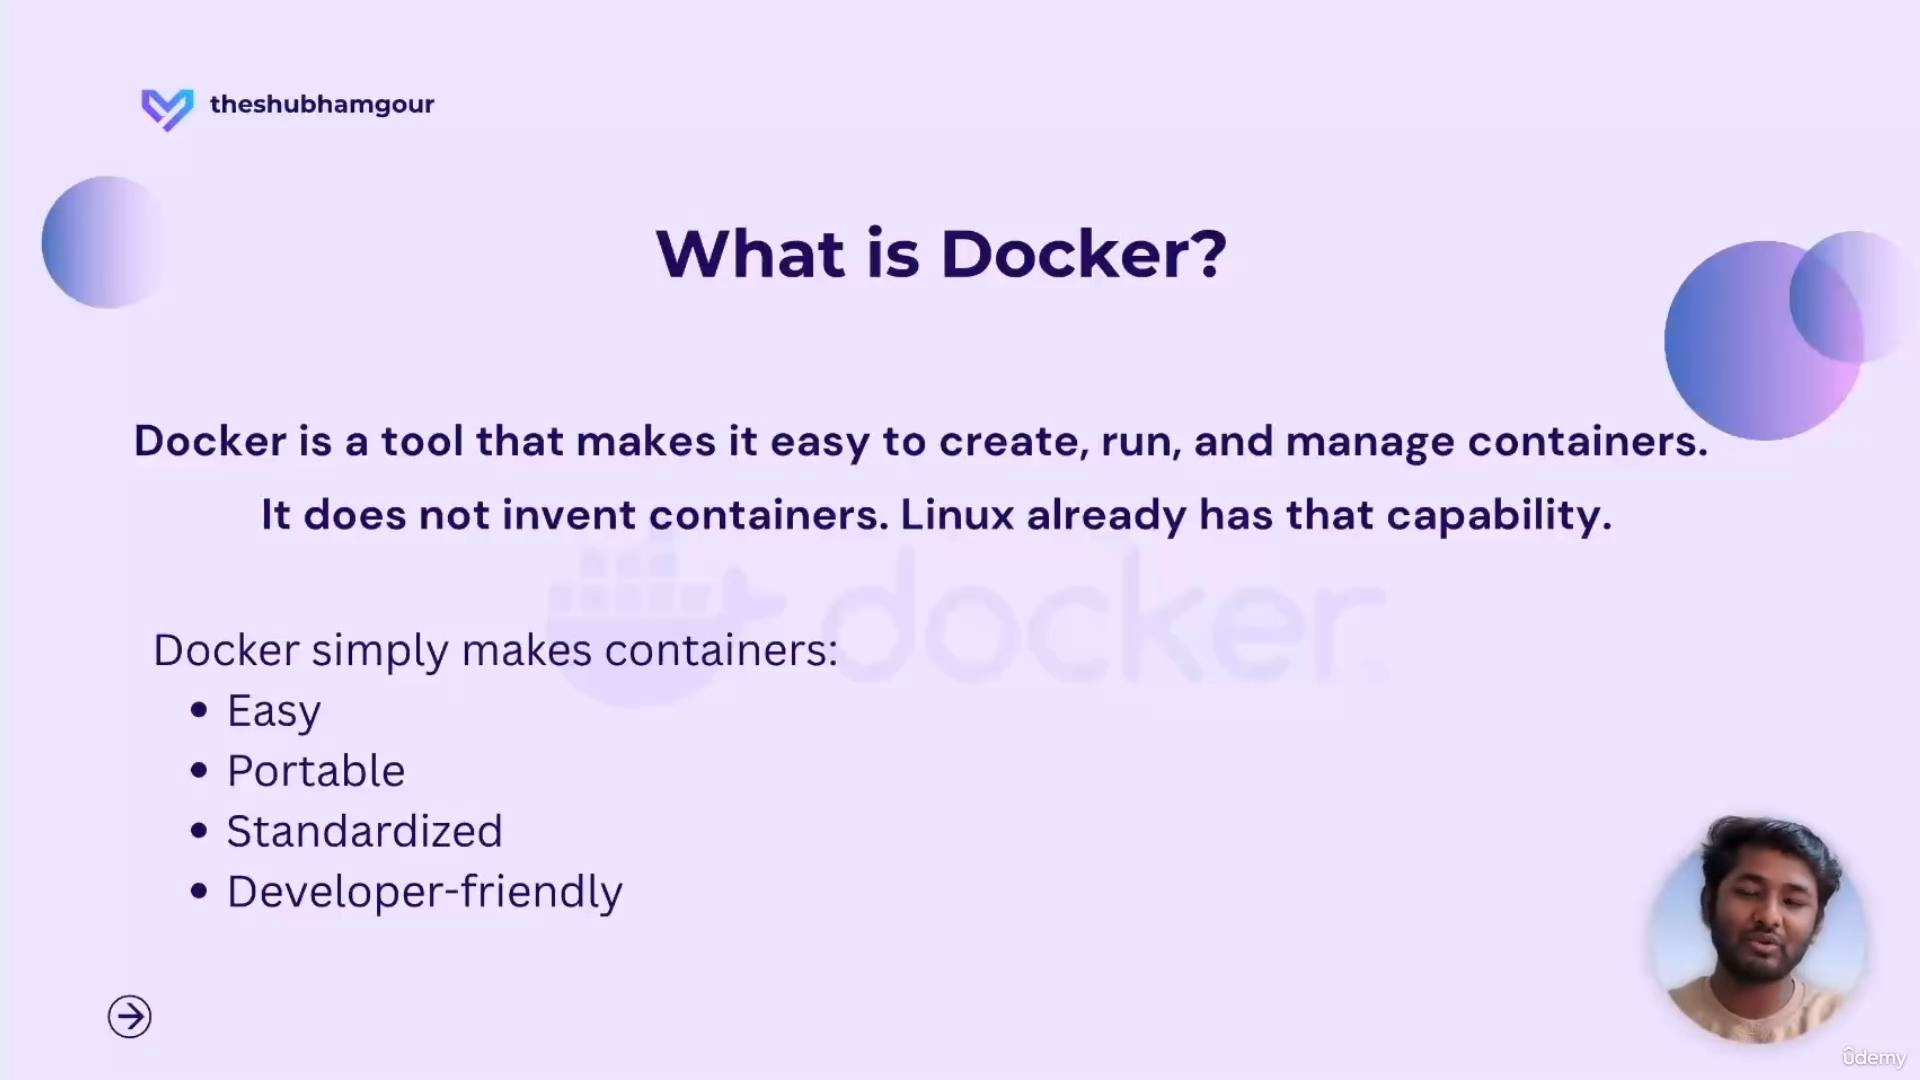 theshubhamgour
What is Docker?
Docker is a tool that makes it easy to create, run, and manage containers.
It does not invent containers. Linux already has that capability.
docker
Docker simply makes containers:
• Easy
• Portable
• Standardized
• Developer-friendly
ûdemy